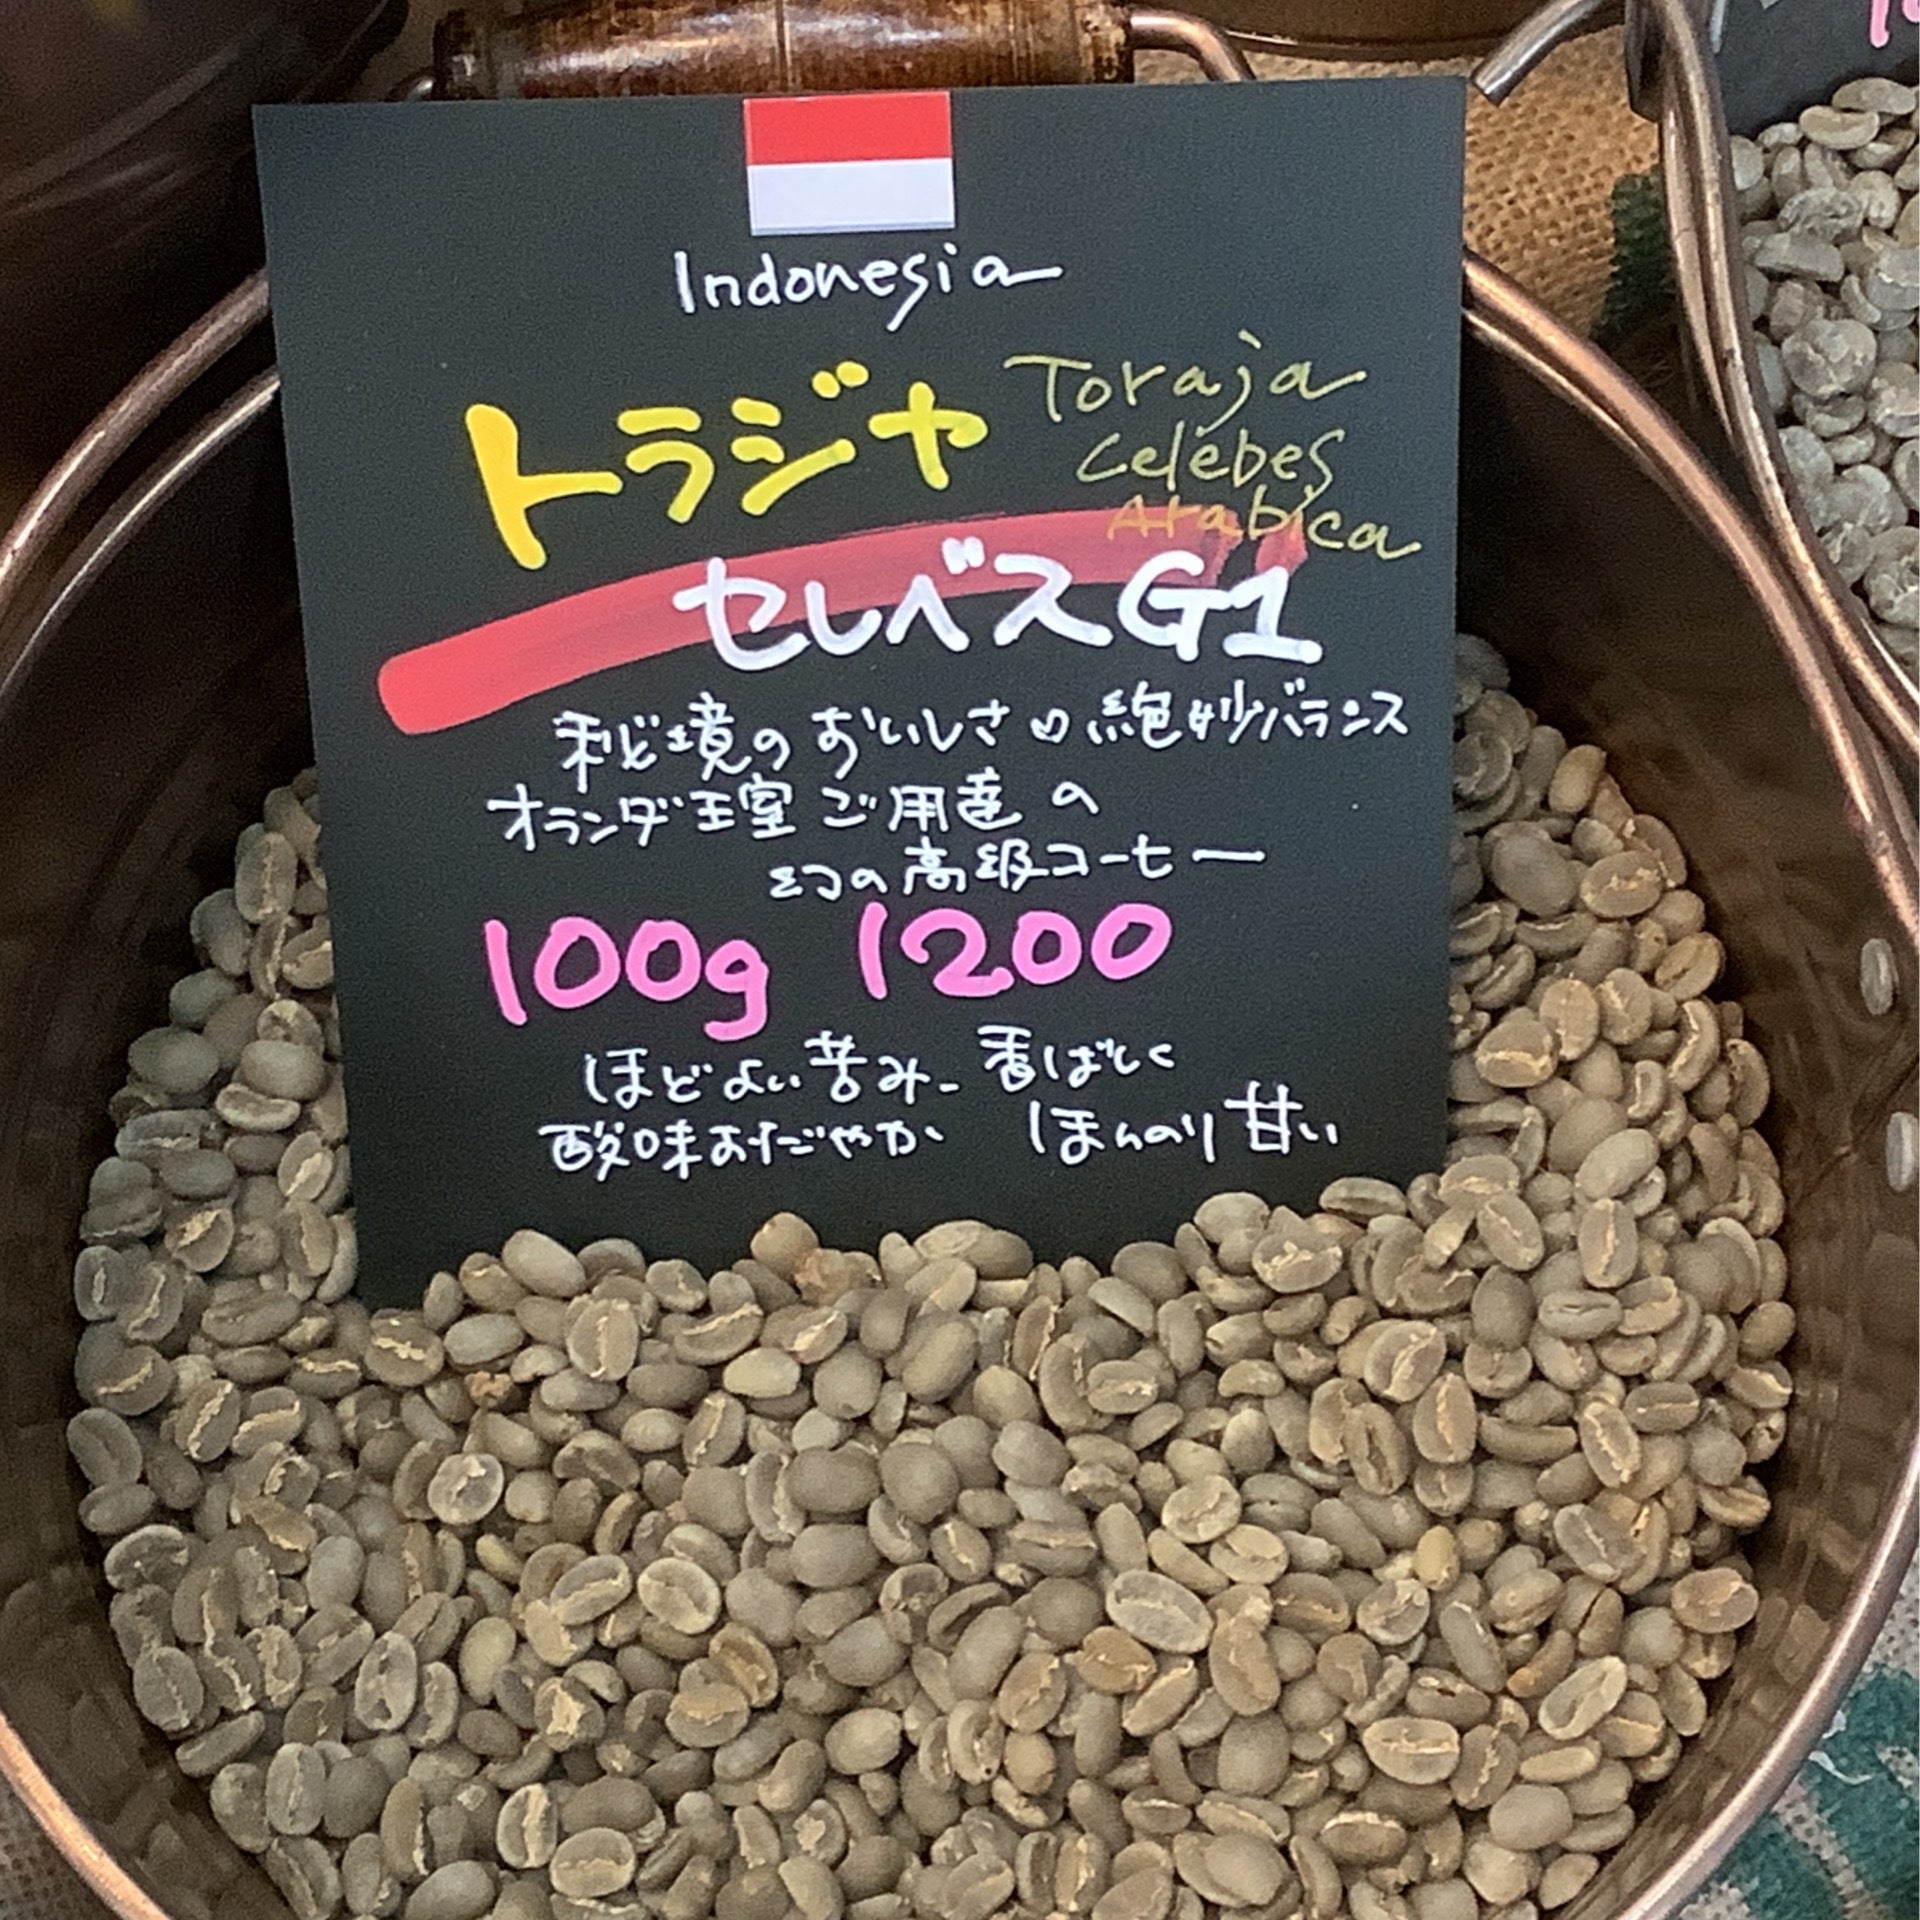 Indonesia
トラジャ
Toraja
Celebes
Arabica
セレベスG1
秘境のおいしさ♡絶妙バランス
オランダ王室ご用達の
幻の高級コーヒー
100g 1200
ほどよい苦み 香ばしく
酸味おだやか ほんのり甘い